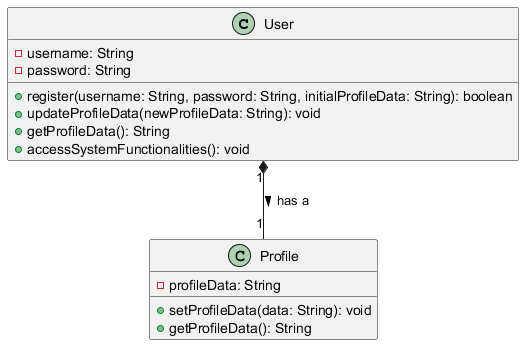 C User
username: String
password: String
register(username: String, password: String, initialProfileData: String): boolean
updateProfileData(newProfileData: String): void
getProfileData(): String
accessSystemFunctionalities(): void
1
has a
1
C Profile
profileData: String
setProfileData(data: String): void
getProfileData(): String